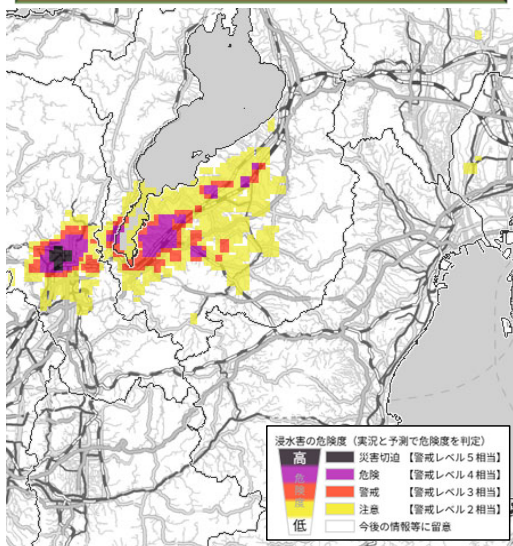 浸水害の危険度（実況と予測で危険度を判定）
高 災害切迫 【警戒レベル５相当】
危険 【警戒レベル４相当】
警戒 【警戒レベル３相当】
注意 【警戒レベル２相当】
低 今後の情報等に留意
危険度